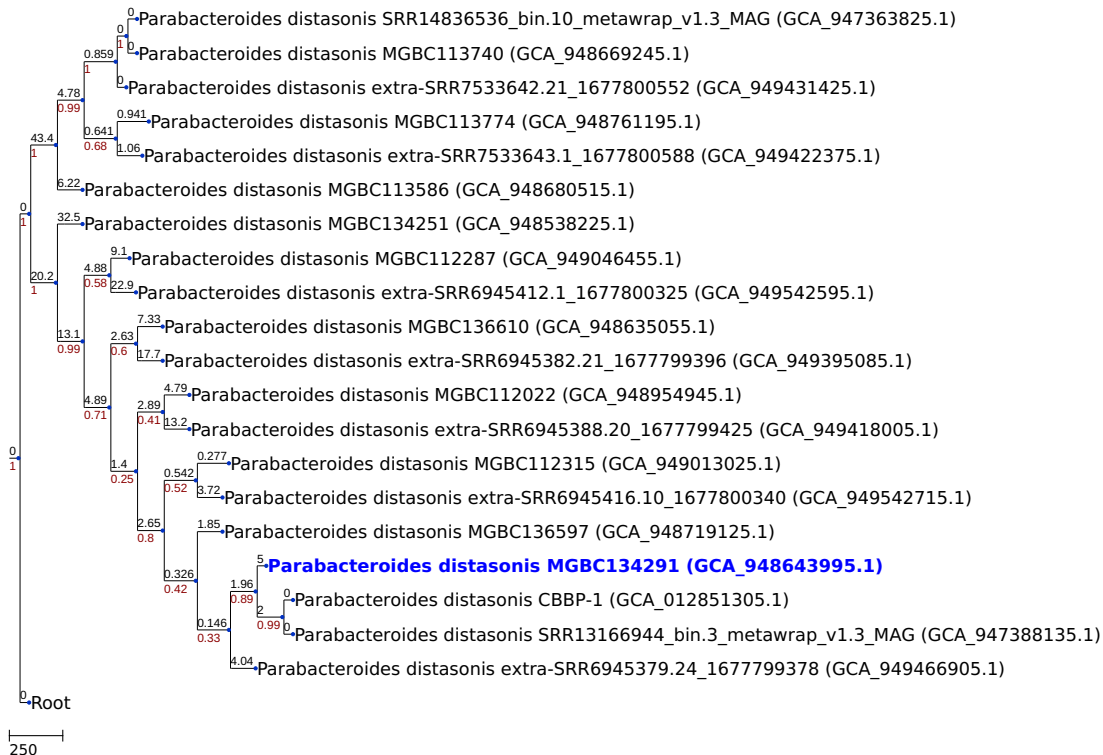 0
Parabacteroides distasonis SRR14836536_bin.10_metawrap_v1.3_MAG (GCA_947363825.1)
0
1
0
Parabacteroides distasonis MGBC113740 (GCA_948669245.1)
0.859
1
0
Parabacteroides distasonis extra-SRR7533642.21_1677800552 (GCA_949431425.1)
4.78
0.99
0.941
Parabacteroides distasonis MGBC113774 (GCA_948761195.1)
0.641
0.68
1.06
Parabacteroides distasonis extra-SRR7533643.1_1677800588 (GCA_949422375.1)
43.4
1
6.22
Parabacteroides distasonis MGBC113586 (GCA_948680515.1)
0
1
32.5
Parabacteroides distasonis MGBC134251 (GCA_948538225.1)
20.2
1
9.1
Parabacteroides distasonis MGBC112287 (GCA_949046455.1)
4.88
0.58
22.9
Parabacteroides distasonis extra-SRR6945412.1_1677800325 (GCA_949542595.1)
13.1
0.99
7.33
Parabacteroides distasonis MGBC136610 (GCA_948635055.1)
2.63
0.6
17.7
Parabacteroides distasonis extra-SRR6945382.21_1677799396 (GCA_949395085.1)
4.89
0.71
4.79
Parabacteroides distasonis MGBC112022 (GCA_948954945.1)
2.89
0.41
13.2
Parabacteroides distasonis extra-SRR6945388.20_1677799425 (GCA_949418005.1)
1.4
0.25
0.277
Parabacteroides distasonis MGBC112315 (GCA_949013025.1)
0.542
0.52
3.72
Parabacteroides distasonis extra-SRR6945416.10_1677800340 (GCA_949542715.1)
2.65
0.8
1.85
Parabacteroides distasonis MGBC136597 (GCA_948719125.1)
0.326
0.42
5
Parabacteroides distasonis MGBC134291 (GCA_948643995.1)
1.96
0.89
0
Parabacteroides distasonis CBBP-1 (GCA_012851305.1)
2
0.99
0
Parabacteroides distasonis SRR13166944_bin.3_metawrap_v1.3_MAG (GCA_947388135.1)
0.146
0.33
4.04
Parabacteroides distasonis extra-SRR6945379.24_1677799378 (GCA_949466905.1)
0
1
0
Root
250